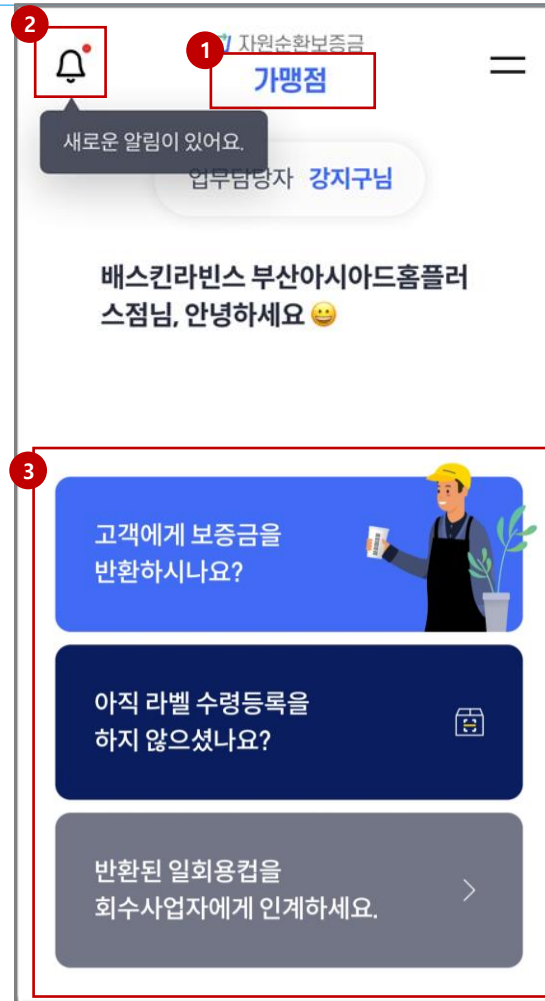 2
1
자원순환보증금
가맹점
새로운 알림이 있어요.
업무담당자 강지구님
배스킨라빈스 부산아시아드홈플러
스점님, 안녕하세요 😀
3
고객에게 보증금을
반환하시나요?
아직 라벨 수령등록을
하지 않으셨나요?
반환된 일회용컵을
회수사업자에게 인계하세요.